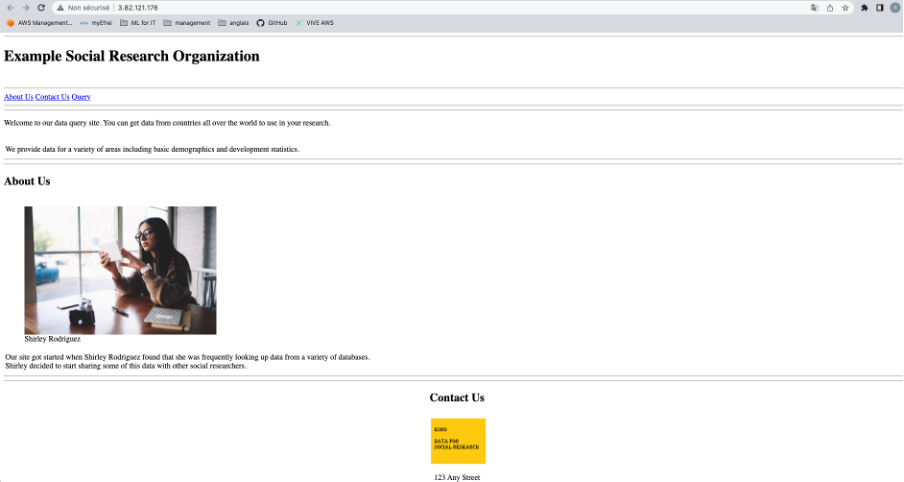 Non sécurisé | 3.82.121.176
AWS Management... myEfrei ML for IT management anglais GitHub VIVE AWS
Example Social Research Organization
About Us Contact Us Query
Welcome to our data query site. You can get data from countries all over the world to use in your research.
We provide data for a variety of areas including basic demographics and development statistics.
About Us
Shirley Rodriguez
Our site got started when Shirley Rodriguez found that she was frequently looking up data from a variety of databases.
Shirley decided to start sharing some of this data with other social researchers.
Contact Us
ESRO
DATA FOR
SOCIAL RESEARCH
123 Any Street